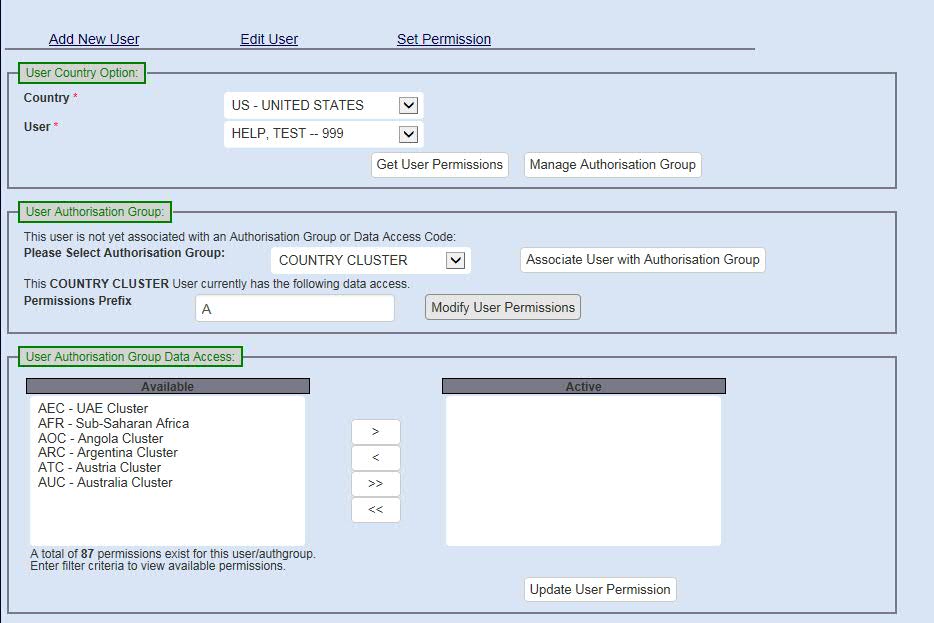 Add New User Edit User Set Permission
User Country Option:
Country * US - UNITED STATES
User * HELP, TEST -- 999
Get User Permissions Manage Authorisation Group
User Authorisation Group:
This user is not yet associated with an Authorisation Group or Data Access Code:
Please Select Authorisation Group: COUNTRY CLUSTER Associate User with Authorisation Group
This COUNTRY CLUSTER User currently has the following data access.
Permissions Prefix A Modify User Permissions
User Authorisation Group Data Access:
Available Active
AEC - UAE Cluster
AFR - Sub-Saharan Africa
AOC - Angola Cluster
ARC - Argentina Cluster
ATC - Austria Cluster
AUC - Australia Cluster
>
<
>>
<<
A total of 87 permissions exist for this user/authgroup.
Enter filter criteria to view available permissions.
Update User Permission